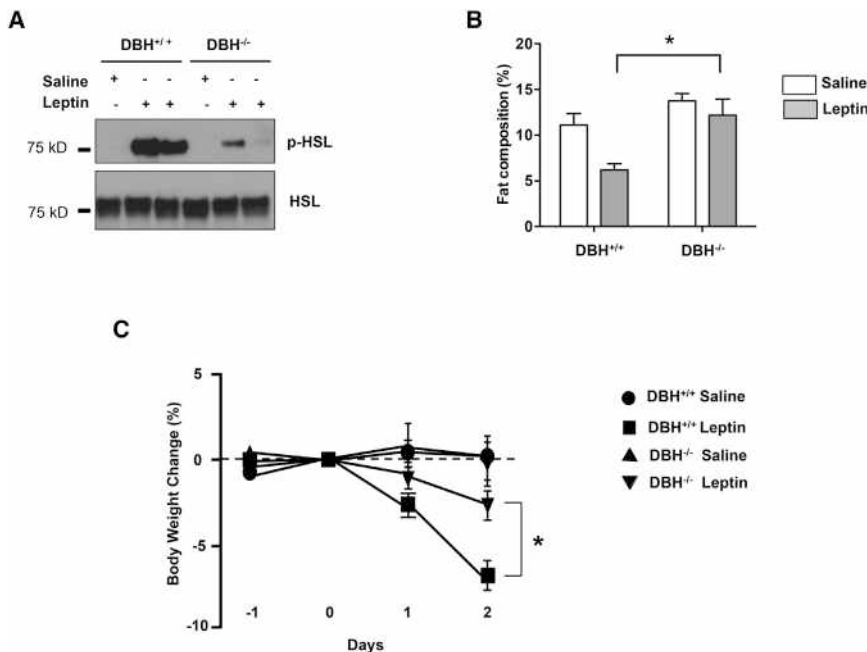 A
DBH+/+ DBH-/-
Saline + - - + - -
Leptin - + + - + +
75 kD p-HSL
75 kD HSL
B
*
Fat composition (%)
20
15
10
5
0
DBH+/+ DBH-/-
Saline
Leptin
C
Body Weight Change (%)
5
0
-5
-10
-1 0 1 2
Days
*
DBH+/+ Saline
DBH+/+ Leptin
DBH-/- Saline
DBH-/- Leptin